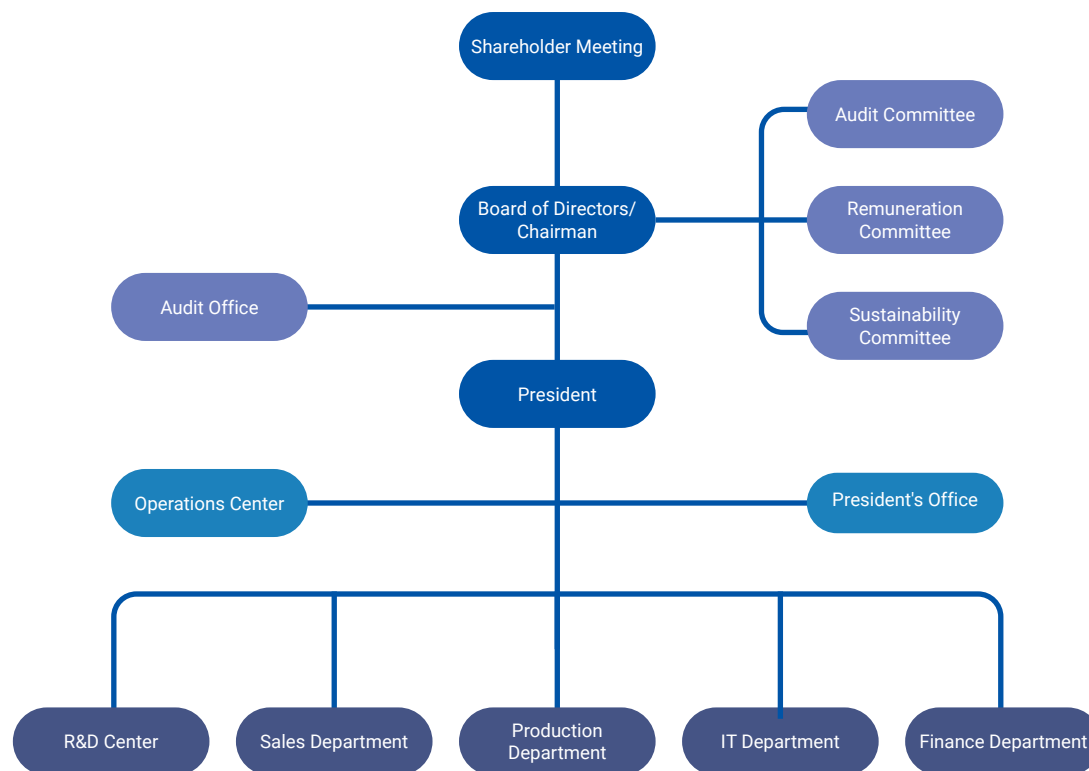 Shareholder Meeting
Audit Committee
Board of Directors/
Chairman
Remuneration
Committee
Audit Office
Sustainability
Committee
President
Operations Center
President's Office
R&D Center
Sales Department
Production
Department
IT Department
Finance Department